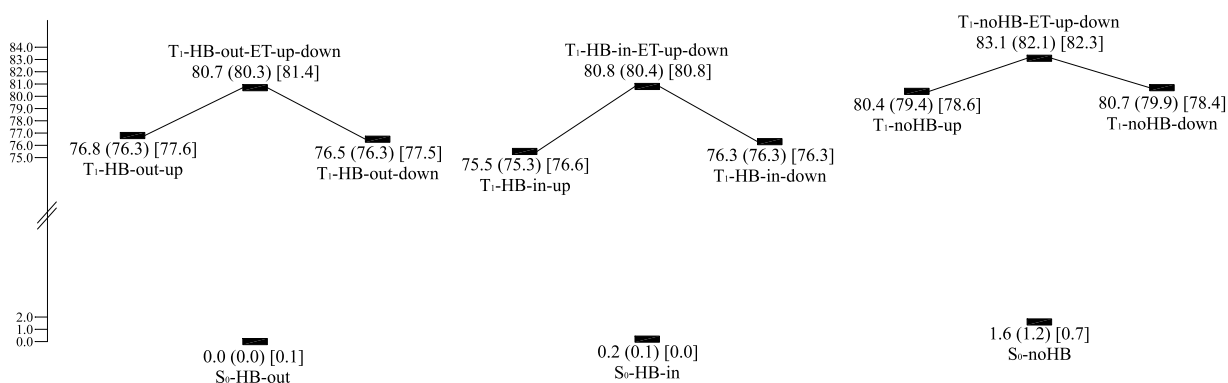 84.0
83.0
82.0
81.0
80.0
79.0
78.0
77.0
76.0
75.0
2.0
1.0
0.0
T₁-HB-out-ET-up-down
80.7 (80.3) [81.4]
76.8 (76.3) [77.6]
T₁-HB-out-up
76.5 (76.3) [77.5]
T₁-HB-out-down
0.0 (0.0) [0.1]
S₀-HB-out
T₁-HB-in-ET-up-down
80.8 (80.4) [80.8]
75.5 (75.3) [76.6]
T₁-HB-in-up
76.3 (76.3) [76.3]
T₁-HB-in-down
0.2 (0.1) [0.0]
S₀-HB-in
T₁-noHB-ET-up-down
83.1 (82.1) [82.3]
80.4 (79.4) [78.6]
T₁-noHB-up
80.7 (79.9) [78.4]
T₁-noHB-down
1.6 (1.2) [0.7]
S₀-noHB